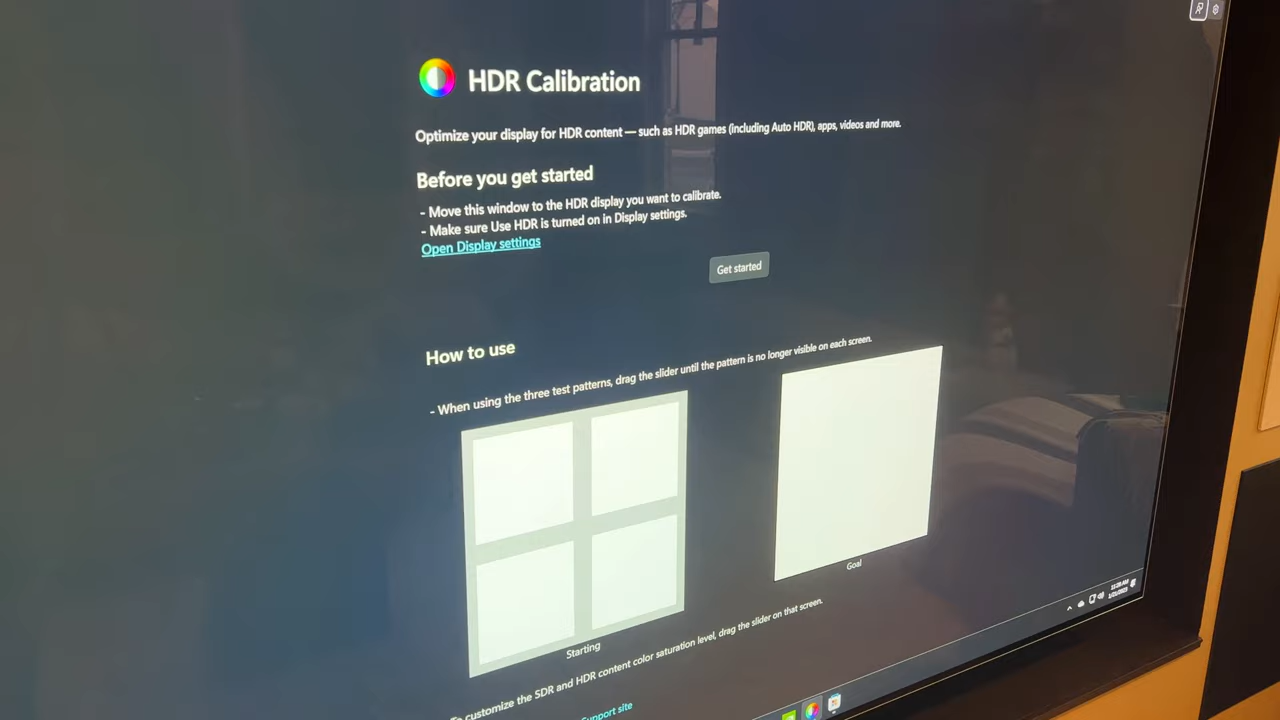 HDR Calibration
Optimize your display for HDR content — such as HDR games (including Auto HDR), apps, videos and more.
Before you get started
- Move this window to the HDR display you want to calibrate.
- Make sure Use HDR is turned on in Display settings.
Open Display settings
Get started
How to use
- When using the three test patterns, drag the slider until the pattern is no longer visible on each screen.
Goal
Starting
To customize the SDR and HDR content color saturation level, drag the slider on that screen.
Support site